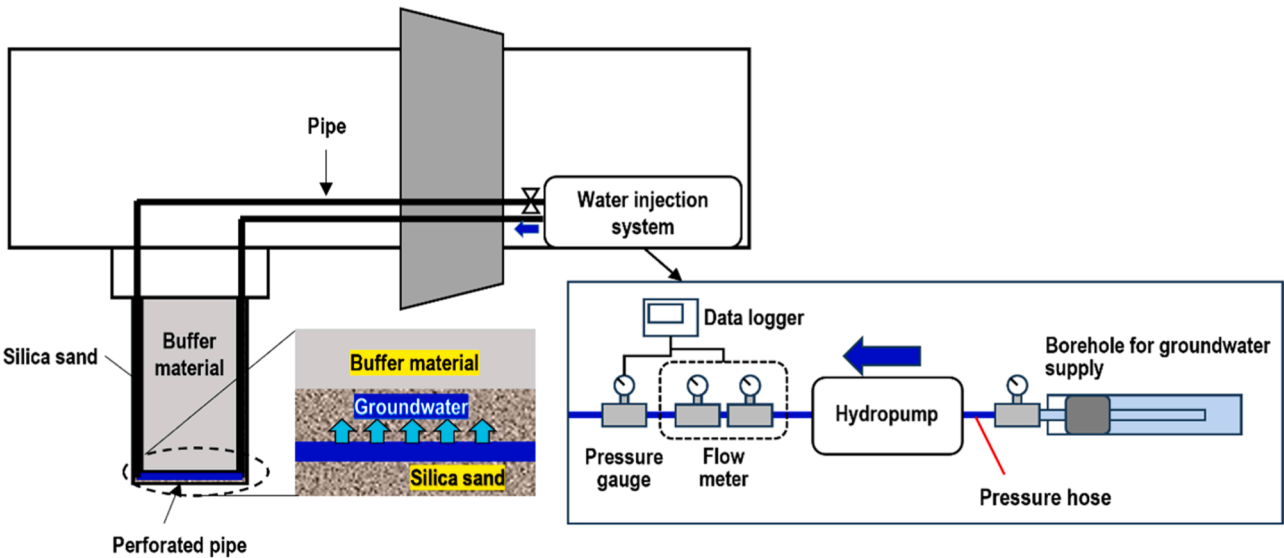 Pipe
Water injection
system
Silica sand
Buffer
material
Perforated pipe
Buffer material
Groundwater
Silica sand
Data logger
Borehole for groundwater
supply
Hydropump
Pressure
gauge
Flow
meter
Pressure hose